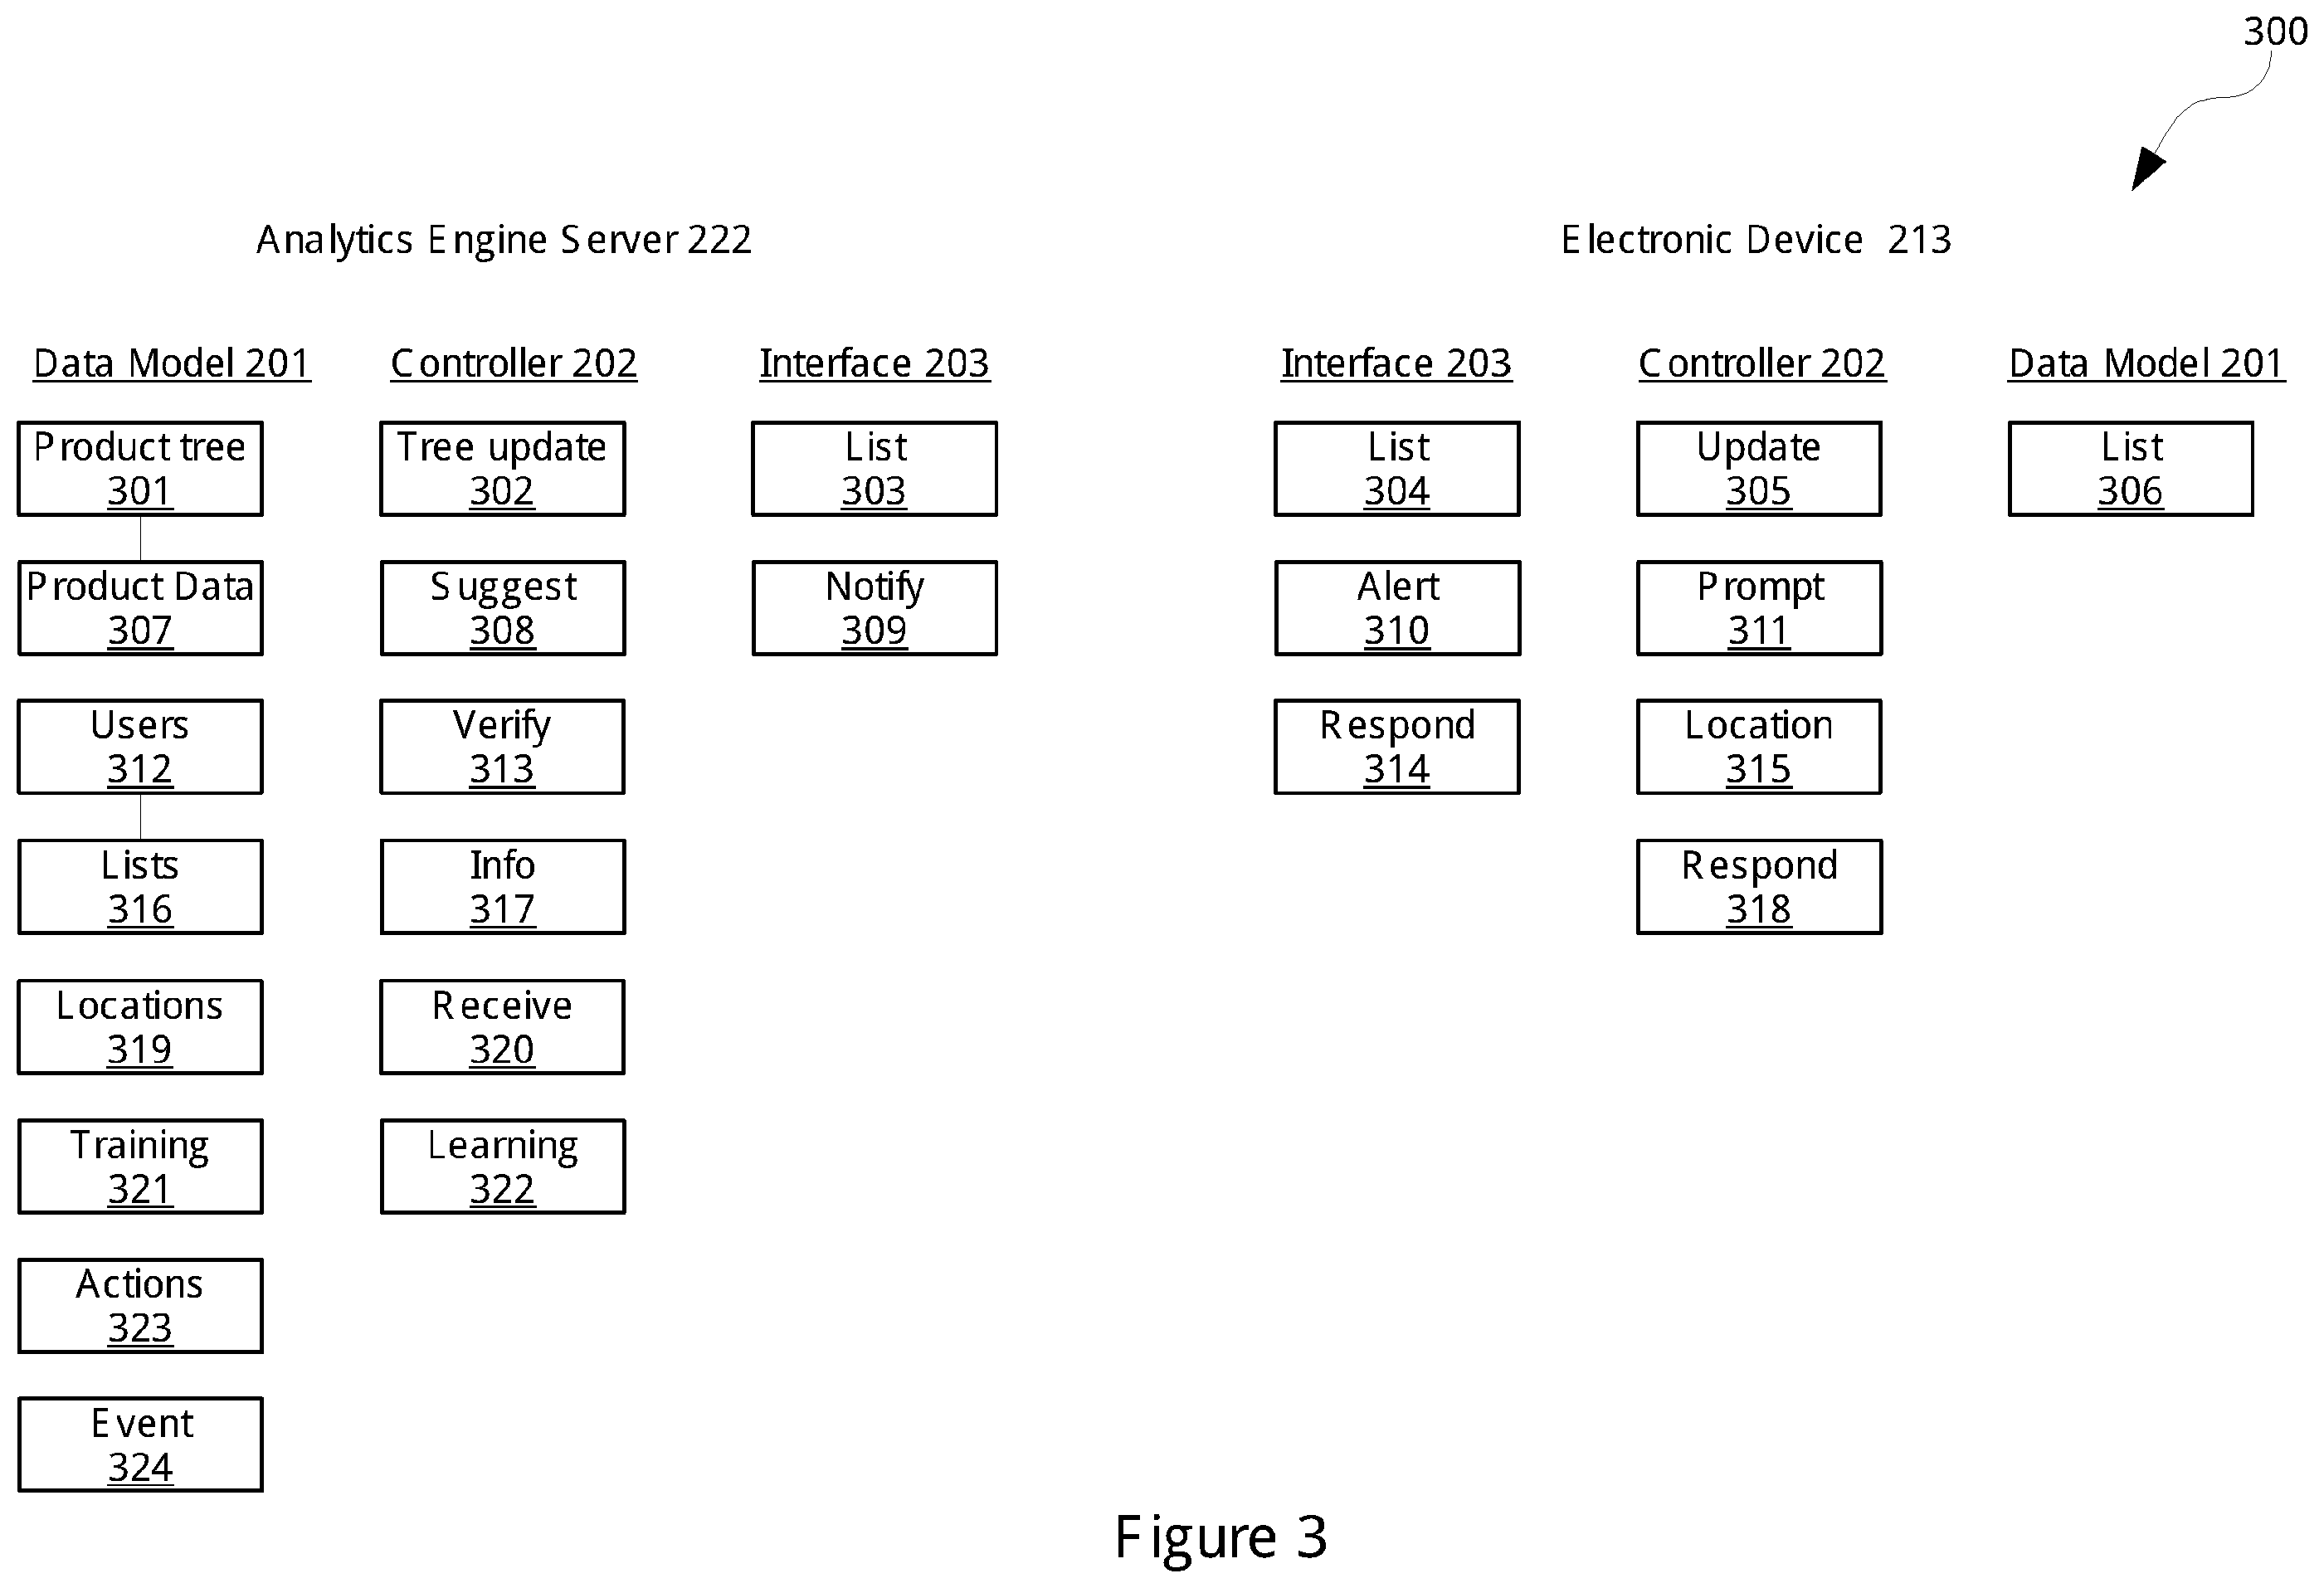 300
Analytics Engine Server 222
Electronic Device 213
Data Model 201
Controller 202
Interface 203
Interface 203
Controller 202
Data Model 201
Product tree
301
Tree update
302
List
303
List
304
Update
305
List
306
Product Data
307
Suggest
308
Notify
309
Alert
310
Prompt
311
Users
312
Verify
313
Respond
314
Location
315
Lists
316
Info
317
Respond
318
Locations
319
Receive
320
Training
321
Learning
322
Actions
323
Event
324
Figure 3